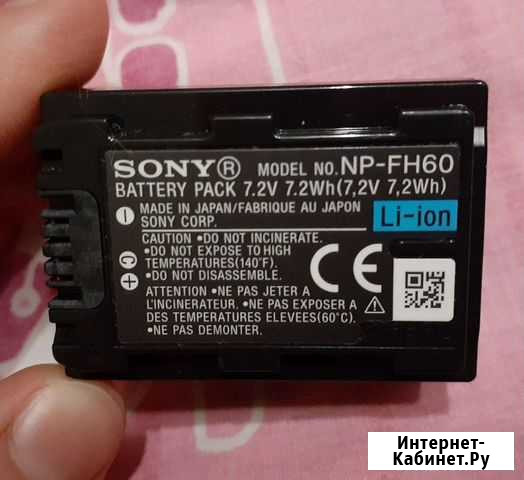 SONY® MODEL NO. NP-FH60
BATTERY PACK 7.2V 7.2Wh(7,2V 7,2Wh)
MADE IN JAPAN/FABRIQUE AU JAPON
SONY CORP.
Li-ion
CAUTION •DO NOT INCINERATE.
•DO NOT EXPOSE TO HIGH
TEMPERATURES(140°F).
•DO NOT DISASSEMBLE.
ATTENTION •NE PAS JETER A
L'INCINERATEUR. •NE PAS EXPOSER A
DES TEMPERATURES ELEVEES(60°C).
•NE PAS DEMONTER.
C
CE
Интернет-
Кабинет.Ру